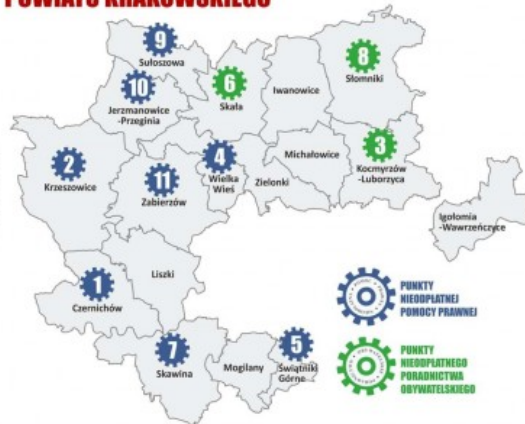 POWIATU KRAKOWSKIEGO
9
Sułoszowa
10
Jerzmanowice
-Przeginia
6
Skała
Iwanowice
8
Słomniki
2
Krzeszowice
11
Zabierzów
4
Wielka
Wieś
Zielonki
Michałowice
3
Kocmyrzów
-Luborzyca
Igołomia
-Wawrzeńczyce
1
Czernichów
Liszki
7
Skawina
Mogilany
5
Świątniki
Górne
PUNKTY
NIEODPŁATNEJ
POMOCY PRAWNEJ
PUNKTY
NIEODPŁATNEGO
PORADNICTWA
OBYWATELSKIEGO